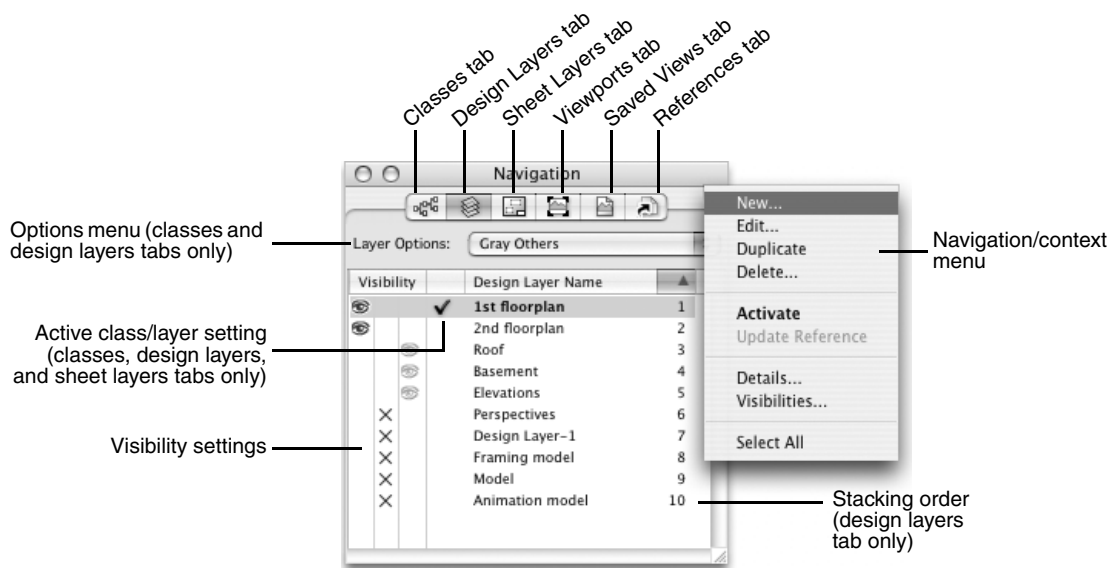 Classes tab
Design Layers tab
Sheet Layers tab
Viewports tab
Saved Views tab
References tab
Navigation
Options menu (classes and
design layers tabs only)
Layer Options:
Gray Others
Visibility
Design Layer Name
1st floorplan 1
2nd floorplan 2
Roof 3
Basement 4
Elevations 5
Perspectives 6
Design Layer-1 7
Framing model 8
Model 9
Animation model 10
Active class/layer setting
(classes, design layers,
and sheet layers tabs only)
Visibility settings
New...
Edit...
Duplicate
Delete...
Activate
Update Reference
Details...
Visibilities...
Select All
Navigation/context
menu
Stacking order
(design layers
tab only)